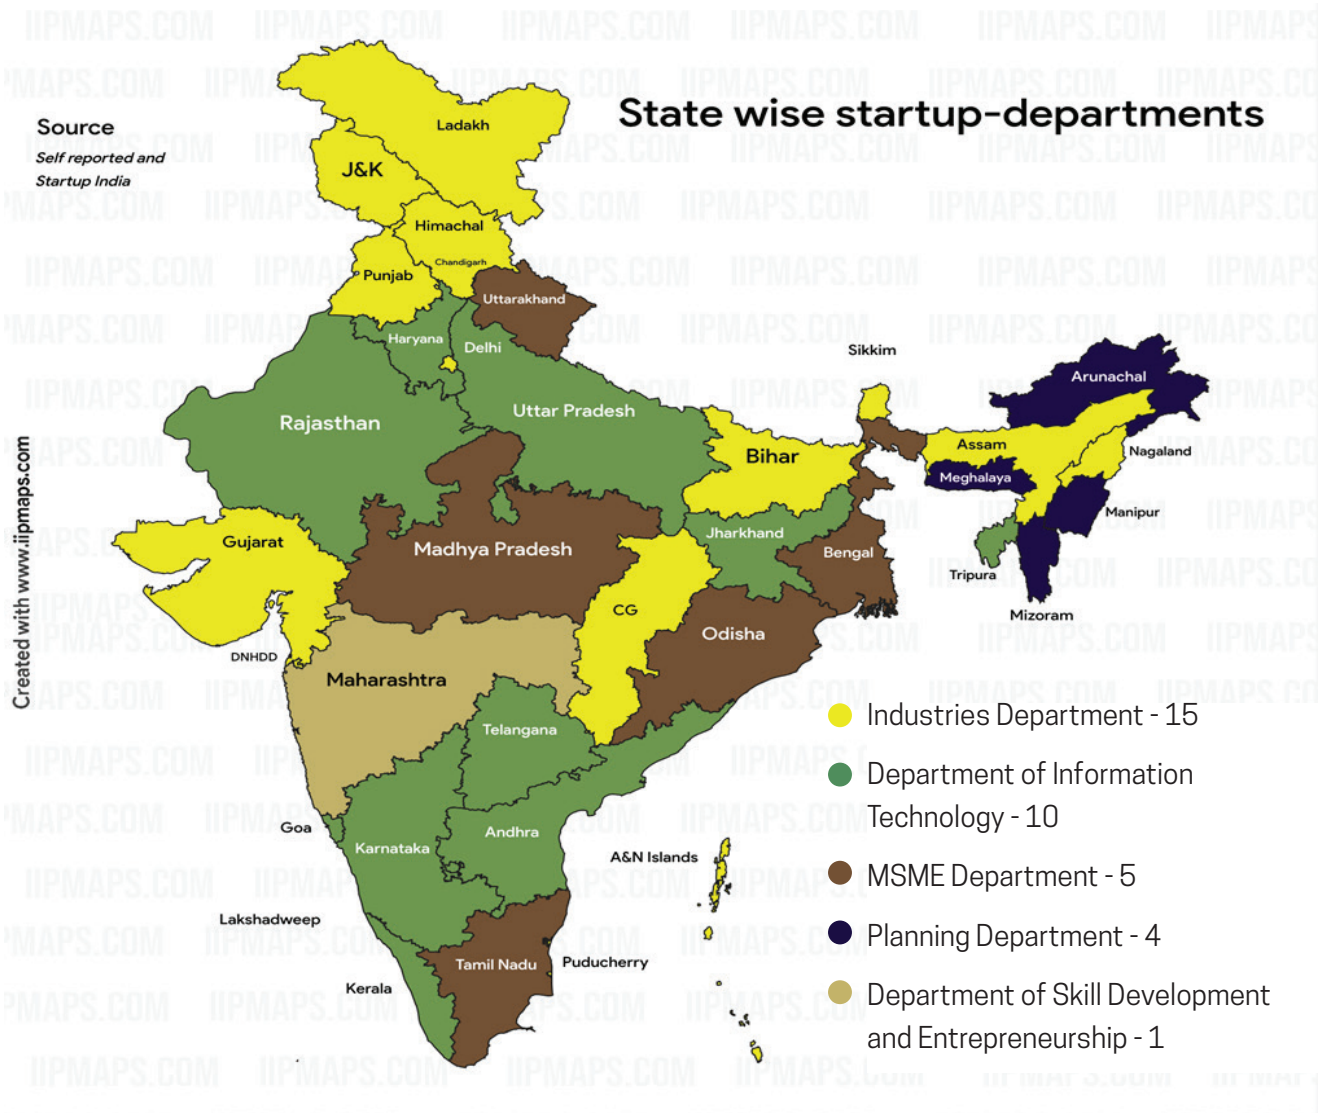 State wise startup-departments
Source
Self reported and
Startup India
Ladakh
J&K
Himachal
Chandigarh
Punjab
Uttarakhand
Haryana
Delhi
Sikkim
Arunachal
Rajasthan
Uttar Pradesh
Bihar
Assam
Nagaland
Meghalaya
Manipur
Gujarat
Madhya Pradesh
Jharkhand
Bengal
Tripura
Mizoram
CG
Odisha
DNHDD
Maharashtra
Telangana
Goa
Karnataka
Andhra
A&N Islands
Lakshadweep
Tamil Nadu
Puducherry
Kerala
Industries Department - 15
Department of Information
Technology - 10
MSME Department - 5
Planning Department - 4
Department of Skill Development
and Entrepreneurship - 1
Created with www.iipmaps.com
IIPMAPS.COM